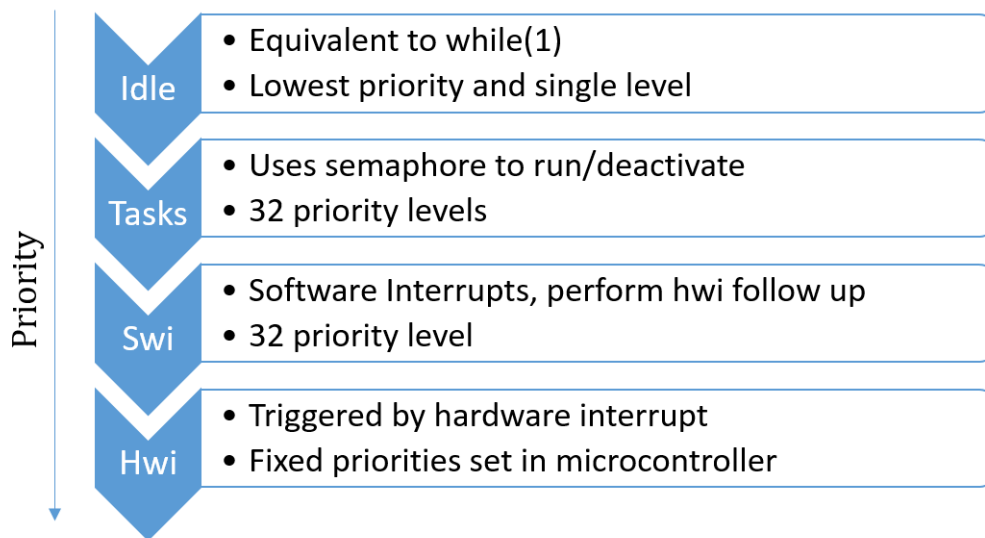 Priority
Idle
• Equivalent to while(1)
• Lowest priority and single level
Tasks
• Uses semaphore to run/deactivate
• 32 priority levels
Swi
• Software Interrupts, perform hwi follow up
• 32 priority level
Hwi
• Triggered by hardware interrupt
• Fixed priorities set in microcontroller